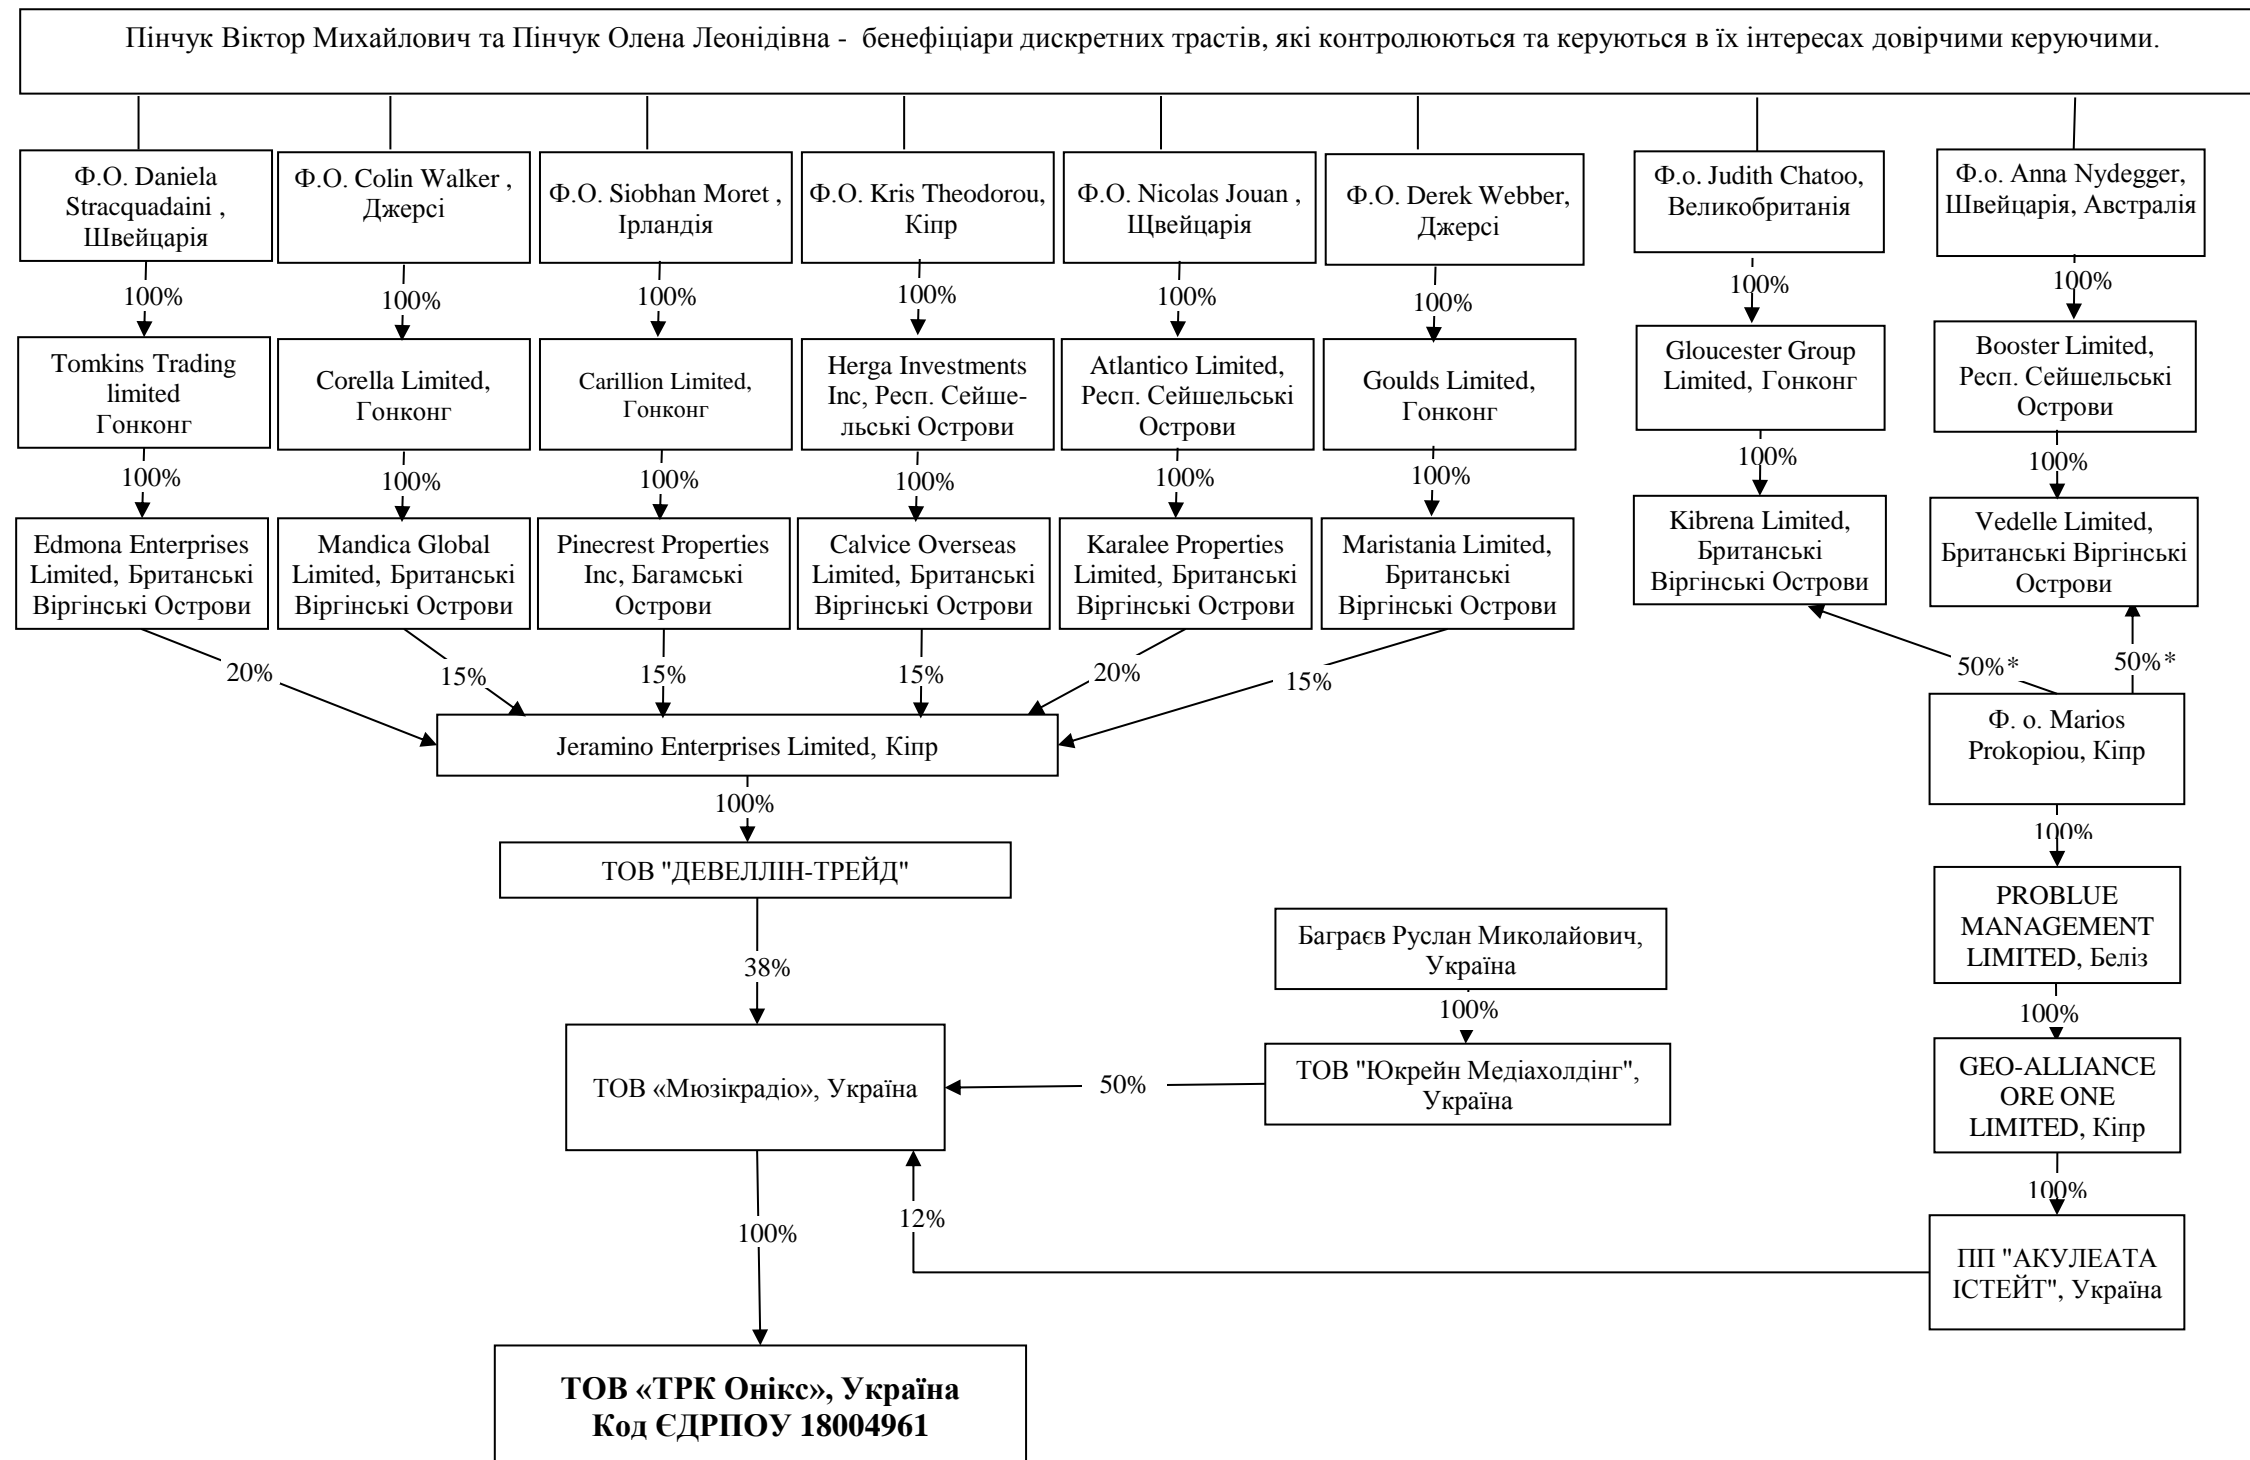 Пінчук Віктор Михайлович та Пінчук Олена Леонідівна - бенефіціари дискретних трастів, які контролюються та керуються в їх інтересах довірчими керуючими.
Ф.О. Daniela
Stracquadaini ,
Швейцарія
Ф.О. Colin Walker ,
Джерсі
Ф.О. Siobhan Moret ,
Ірландія
Ф.О. Kris Theodorou,
Кіпр
Ф.О. Nicolas Jouan ,
Щвейцарія
Ф.О. Derek Webber,
Джерсі
Ф.о. Judith Chatoo,
Великобританія
Ф.о. Anna Nydegger,
Швейцарія, Австралія
100%
100%
100%
100%
100%
100%
100%
100%
Tomkins Trading
limited
Гонконг
Corella Limited,
Гонконг
Carillion Limited,
Гонконг
Herga Investments
Inc, Респ. Сейше-
льські Острови
Atlantico Limited,
Респ. Сейшельські
Острови
Goulds Limited,
Гонконг
Gloucester Group
Limited, Гонконг
Booster Limited,
Респ. Сейшельські
Острови
100%
100%
100%
100%
100%
100%
100%
100%
Edmona Enterprises
Limited, Британські
Віргінські Острови
Mandica Global
Limited, Британські
Віргінські Острови
Pinecrest Properties
Inc, Багамські
Острови
Calvice Overseas
Limited, Британські
Віргінські Острови
Karalee Properties
Limited, Британські
Віргінські Острови
Maristania Limited,
Британські
Віргінські Острови
Kibrena Limited,
Британські
Віргінські Острови
Vedelle Limited,
Британські Віргінські
Острови
20%
15%
15%
15%
20%
15%
50%*
50%*
Jeramino Enterprises Limited, Кіпр
Ф. о. Marios
Prokopiou, Кіпр
100%
100%
ТОВ "ДЕВЕЛЛІН-ТРЕЙД"
PROBLUE
MANAGEMENT
LIMITED, Беліз
38%
Баграєв Руслан Миколайович,
Україна
100%
100%
ТОВ «Мюзікрадіо», Україна
50%
ТОВ "Юкрейн Медіахолдінг",
Україна
GEO-ALLIANCE
ORE ONE
LIMITED, Кіпр
100%
100%
12%
ПП "АКУЛЕАТА
ІСТЕЙТ", Україна
ТОВ «ТРК Онікс», Україна
Код ЄДРПОУ 18004961